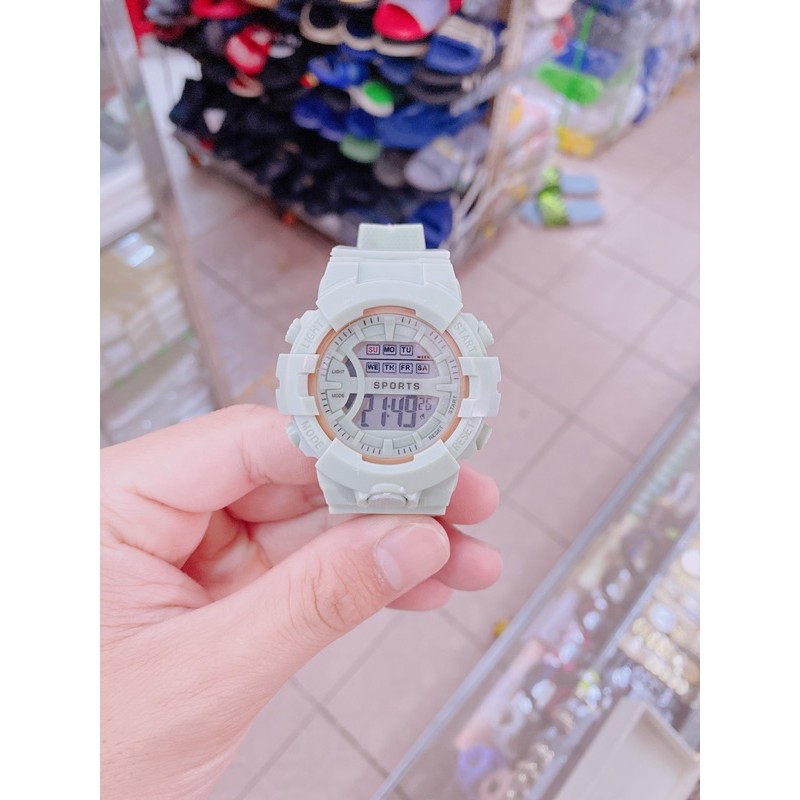 LIGHT START
SU MO TU
WEEK
WE TH FR SA
LIGHT
SPORTS
MODE
21:49 26
START
RESET
MODE RESET